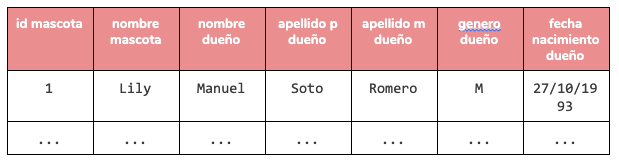 id mascota nombre nombre apellido p apellido m genero fecha
mascota dueño dueño dueño dueño nacimiento
dueño
1 Lily Manuel Soto Romero M 27/10/19
93
... ... ... ... ... ... ...